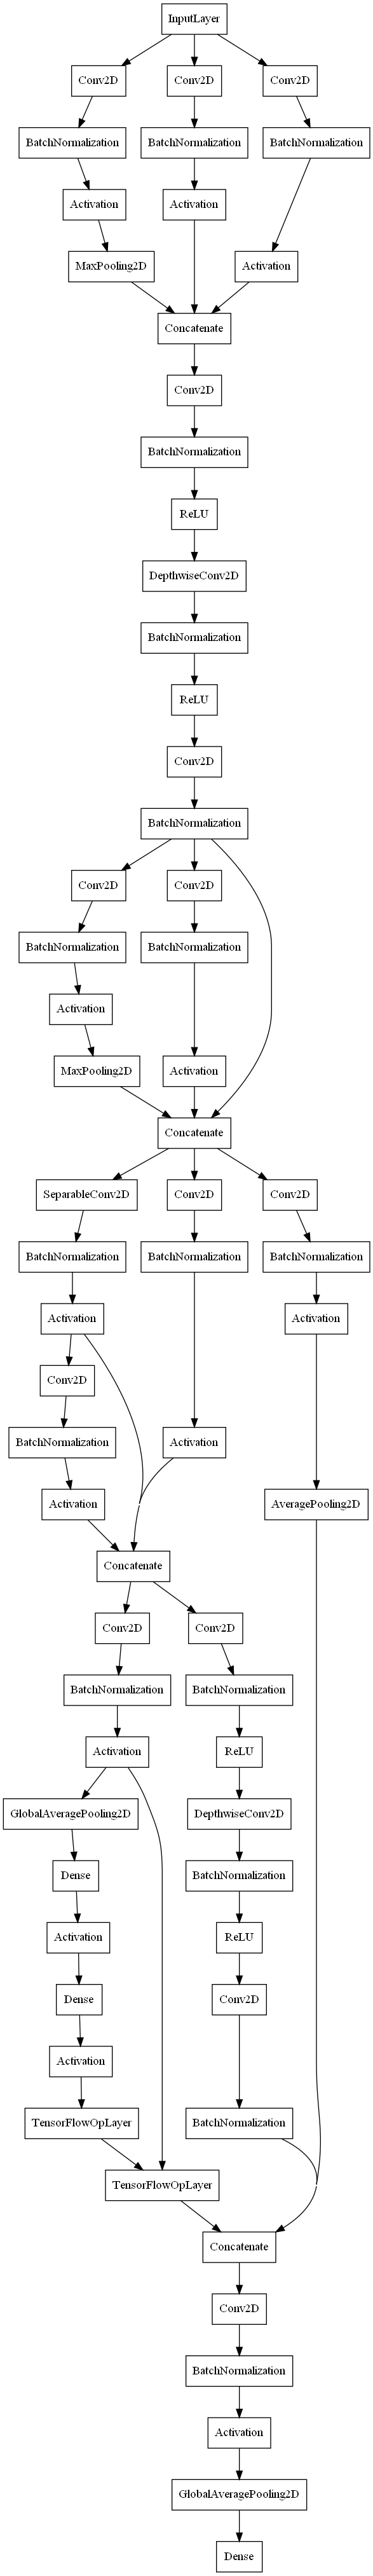 InputLayer
Conv2D
Conv2D
Conv2D
BatchNormalization
BatchNormalization
BatchNormalization
Activation
Activation
MaxPooling2D
Activation
Concatenate
Conv2D
BatchNormalization
ReLU
DepthwiseConv2D
BatchNormalization
ReLU
Conv2D
BatchNormalization
Conv2D
Conv2D
BatchNormalization
BatchNormalization
Activation
MaxPooling2D
Activation
Concatenate
SeparableConv2D
Conv2D
Conv2D
BatchNormalization
BatchNormalization
BatchNormalization
Activation
Activation
Conv2D
BatchNormalization
Activation
Activation
AveragePooling2D
Concatenate
Conv2D
Conv2D
BatchNormalization
BatchNormalization
Activation
ReLU
GlobalAveragePooling2D
DepthwiseConv2D
Dense
BatchNormalization
Activation
ReLU
Dense
Conv2D
Activation
TensorFlowOpLayer
BatchNormalization
TensorFlowOpLayer
Concatenate
Conv2D
BatchNormalization
Activation
GlobalAveragePooling2D
Dense